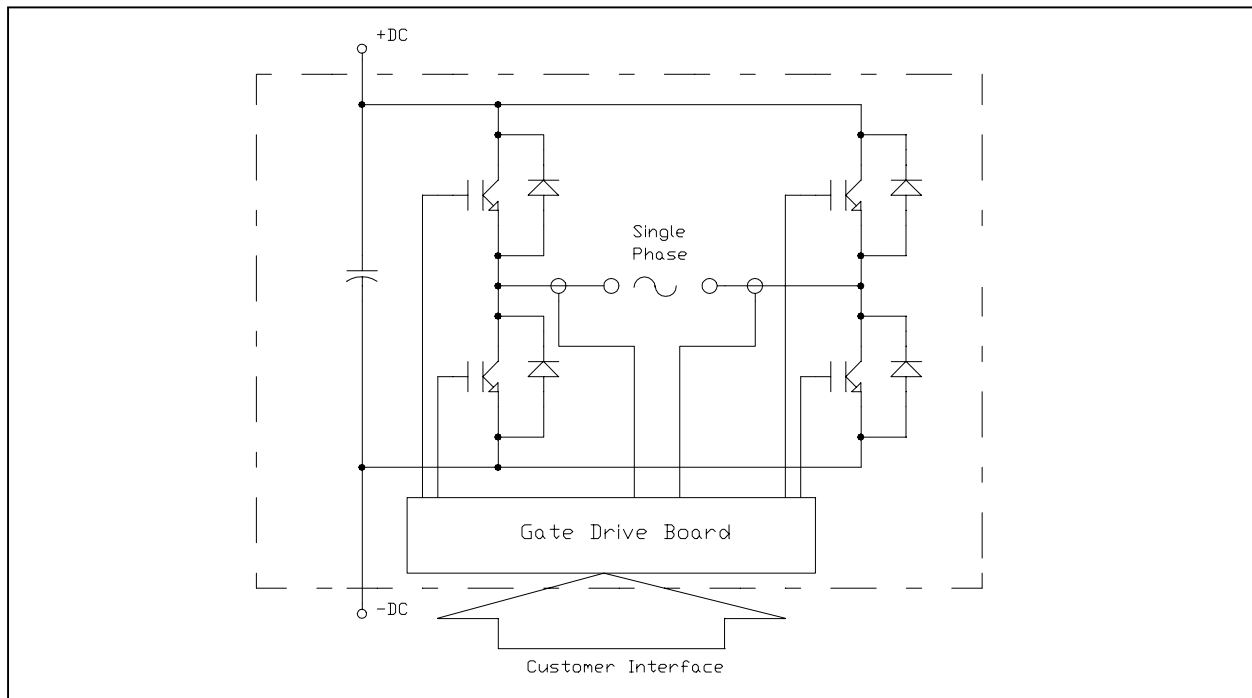 +DC
Single
Phase
Gate Drive Board
-DC
Customer Interface